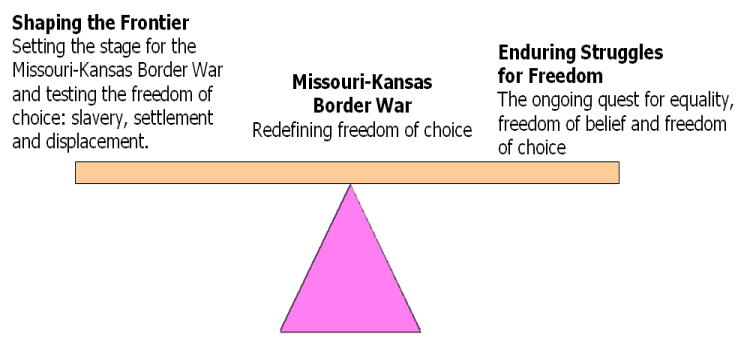 Shaping the Frontier
Setting the stage for the
Missouri-Kansas Border War
and testing the freedom of
choice: slavery, settlement
and displacement.
Missouri-Kansas
Border War
Redefining freedom of choice
Enduring Struggles
for Freedom
The ongoing quest for equality,
freedom of belief and freedom
of choice